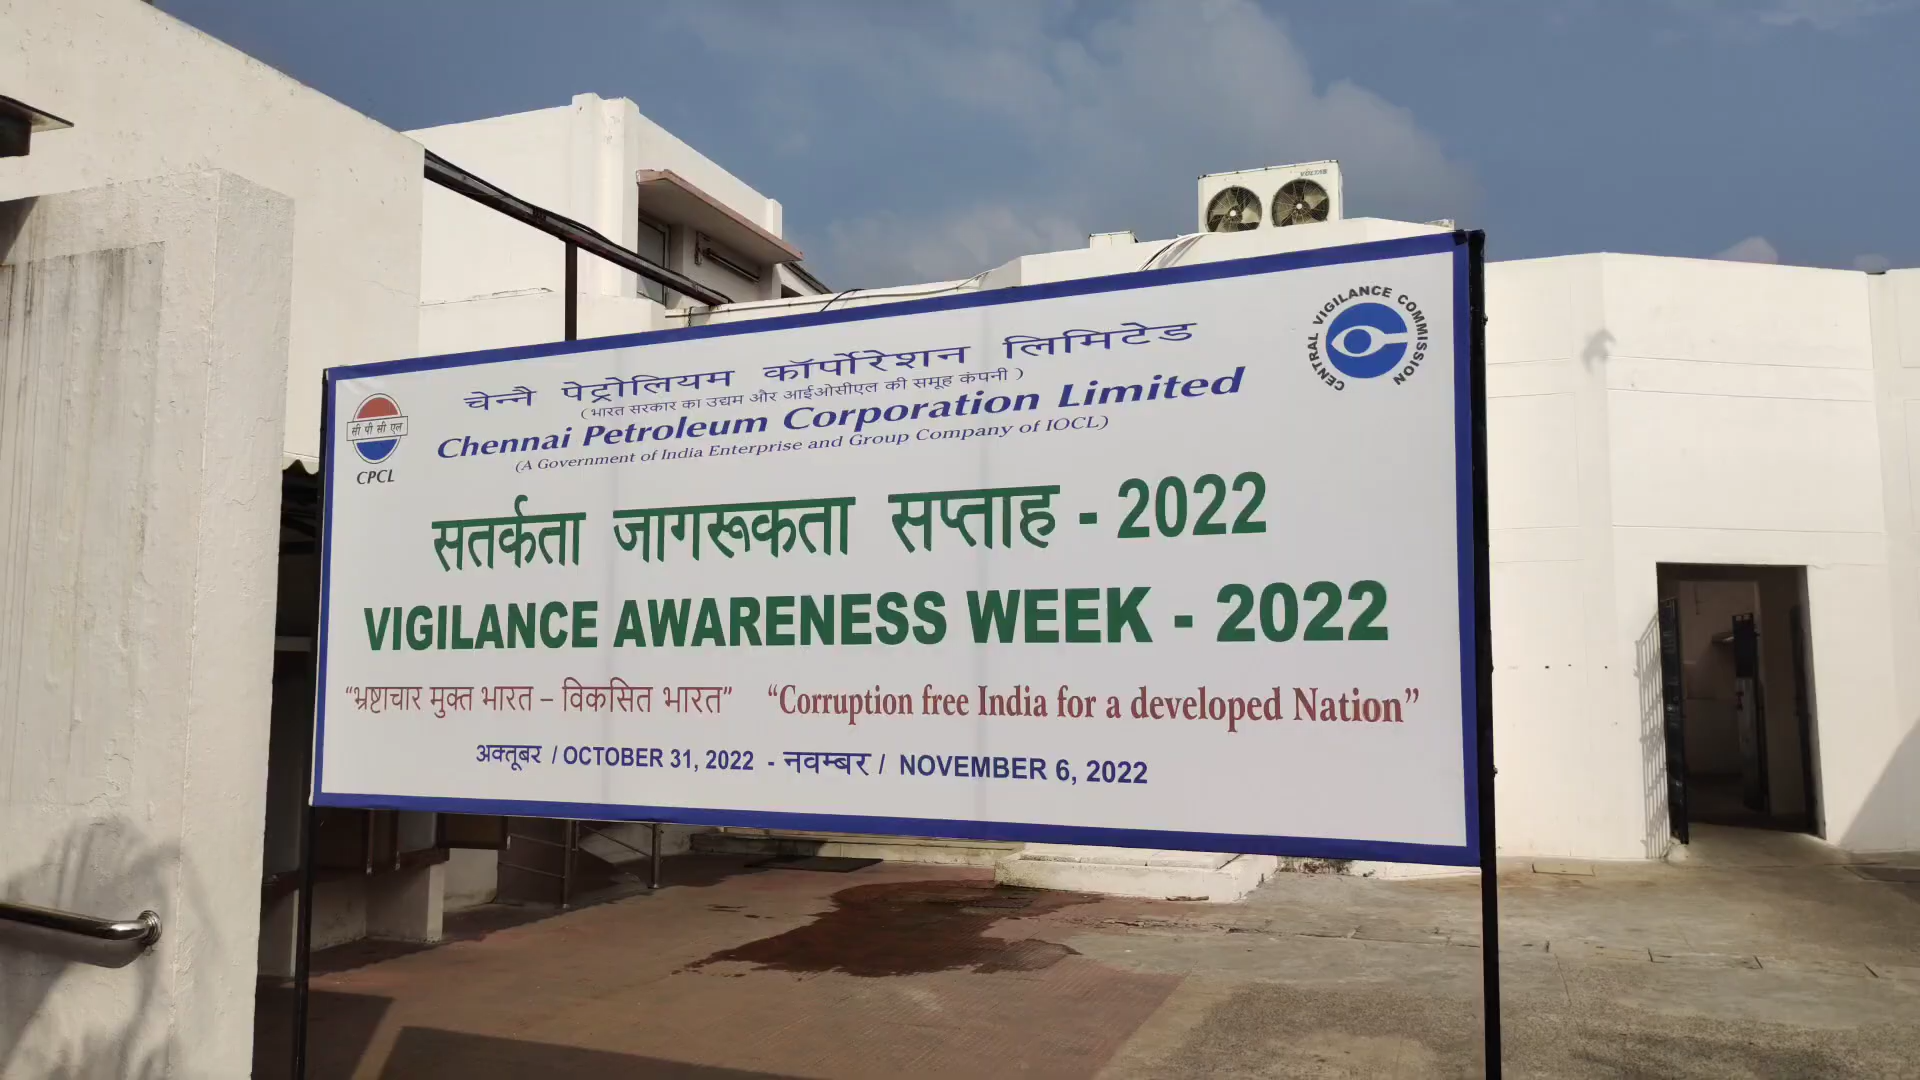 VOLTAS
चेन्नै पेट्रोलियम कॉर्पोरेशन लिमिटेड
(भारत सरकार का उद्यम और आईओसीएल की समूह कंपनी)
Chennai Petroleum Corporation Limited
(A Government of India Enterprise and Group Company of IOCL)
सी पी सी एल
CPCL
CENTRAL VIGILANCE COMMISSION
सतर्कता जागरूकता सप्ताह - 2022
VIGILANCE AWARENESS WEEK - 2022
“भ्रष्टाचार मुक्त भारत – विकसित भारत” “Corruption free India for a developed Nation”
अक्तूबर / OCTOBER 31, 2022 - नवम्बर / NOVEMBER 6, 2022